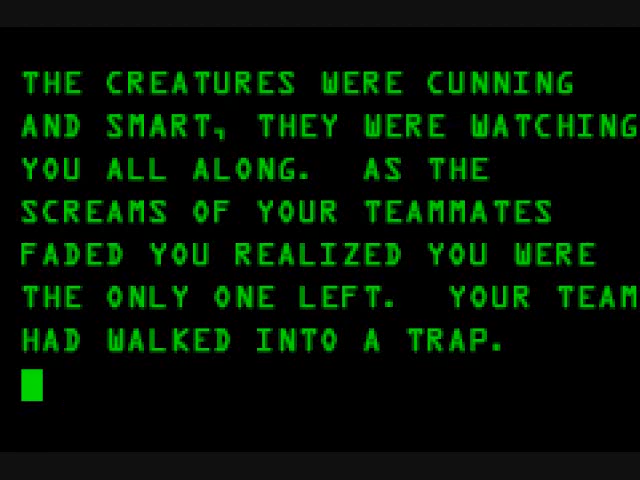 THE CREATURES WERE CUNNING
AND SMART, THEY WERE WATCHING
YOU ALL ALONG.  AS THE
SCREAMS OF YOUR TEAMMATES
FADED YOU REALIZED YOU WERE
THE ONLY ONE LEFT.  YOUR TEAM
HAD WALKED INTO A TRAP.